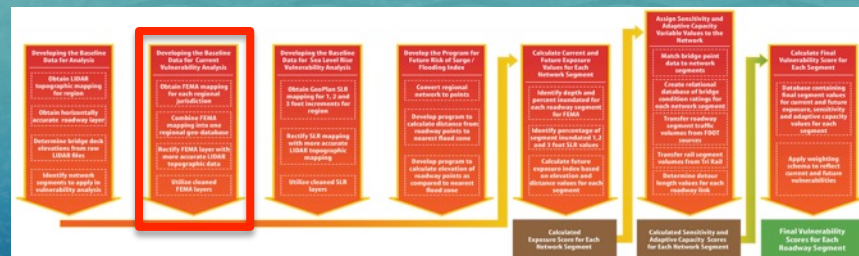 Developing the Baseline
Data for Analysis
Obtain LIDAR
topographic mapping
for region
Obtain horizontally
accurate roadway layer
Determine bridge deck
elevations from raw
LIDAR files
Identify network
segments to apply in
vulnerability analysis
Developing the Baseline
Data for Current
Vulnerability Analysis
Obtain FEMA mapping
for each regional
jurisdiction
Combine FEMA
mapping into one
regional geo-database
Rectify FEMA layer with
more accurate LIDAR
topographic data
Utilize cleaned
FEMA layers
Developing the Baseline
Data for Sea Level Rise
Vulnerability Analysis
Obtain GeoPlan SLR
mapping for 1, 2 and
3 foot increments for
region
Rectify SLR mapping
with more accurate
LIDAR topographic
mapping
Utilize cleaned SLR
layers
Develop the Program for
Future Risk of Surge /
Flooding Index
Convert regional
network to points
Develop program to
calculate distance from
roadway points to
nearest flood zone
Develop program to
calculate elevation of
roadway points as
compared to nearest
flood zone
Calculate Current and
Future Exposure
Values for Each
Network Segment
Identify depth and
percent inundated for
each roadway segment
for FEMA
Identify percentage of
segment inundated 1,2
and 3 foot SLR values
Calculate future
exposure index based
on elevation and
distance values for each
segment
Calculated
Exposure Score for Each
Network Segment
Assign Sensitivity and
Adaptive Capacity
Variable Values to the
Network
Match bridge point
data to network
segments
Create relational
database of bridge
condition ratings for
each network segment
Transfer roadway
segment traffic
volumes from FDOT
sources
Transfer rail segment
volumes from Tri Rail
Determine detour
length values for each
roadway link
Calculated Sensitivity and
Adaptive Capacity Scores
for Each Network Segment
Calculate Final
Vulnerability Score for
Each Segment
Database containing
final segment values
for current and future
exposure, sensitivity
and adaptive capacity
values for each
segment
Apply weighting
schema to reflect
current and future
vulnerabilities
Final Vulnerability
Scores for Each
Roadway Segment